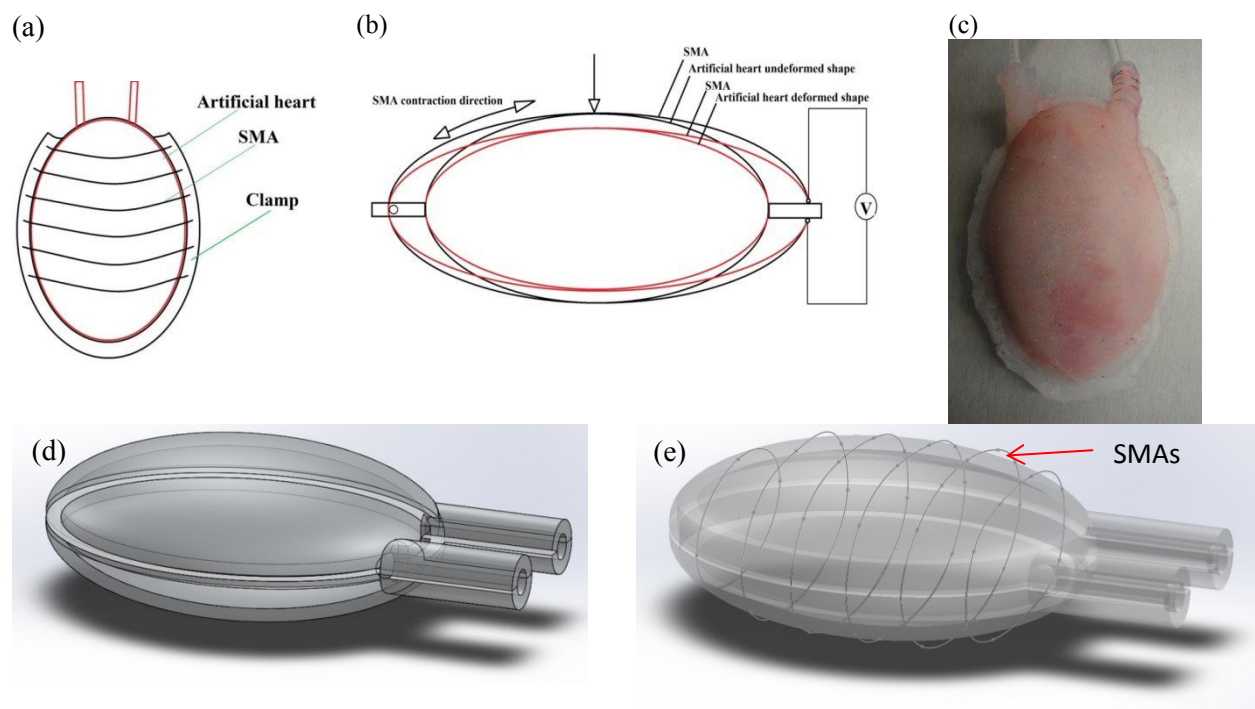 (a)
Artificial heart
SMA
Clamp
(b)
SMA
Artificial heart undeformed shape
SMA
Artificial heart deformed shape
SMA contraction direction
V
(c)
(d)
(e)
SMAs